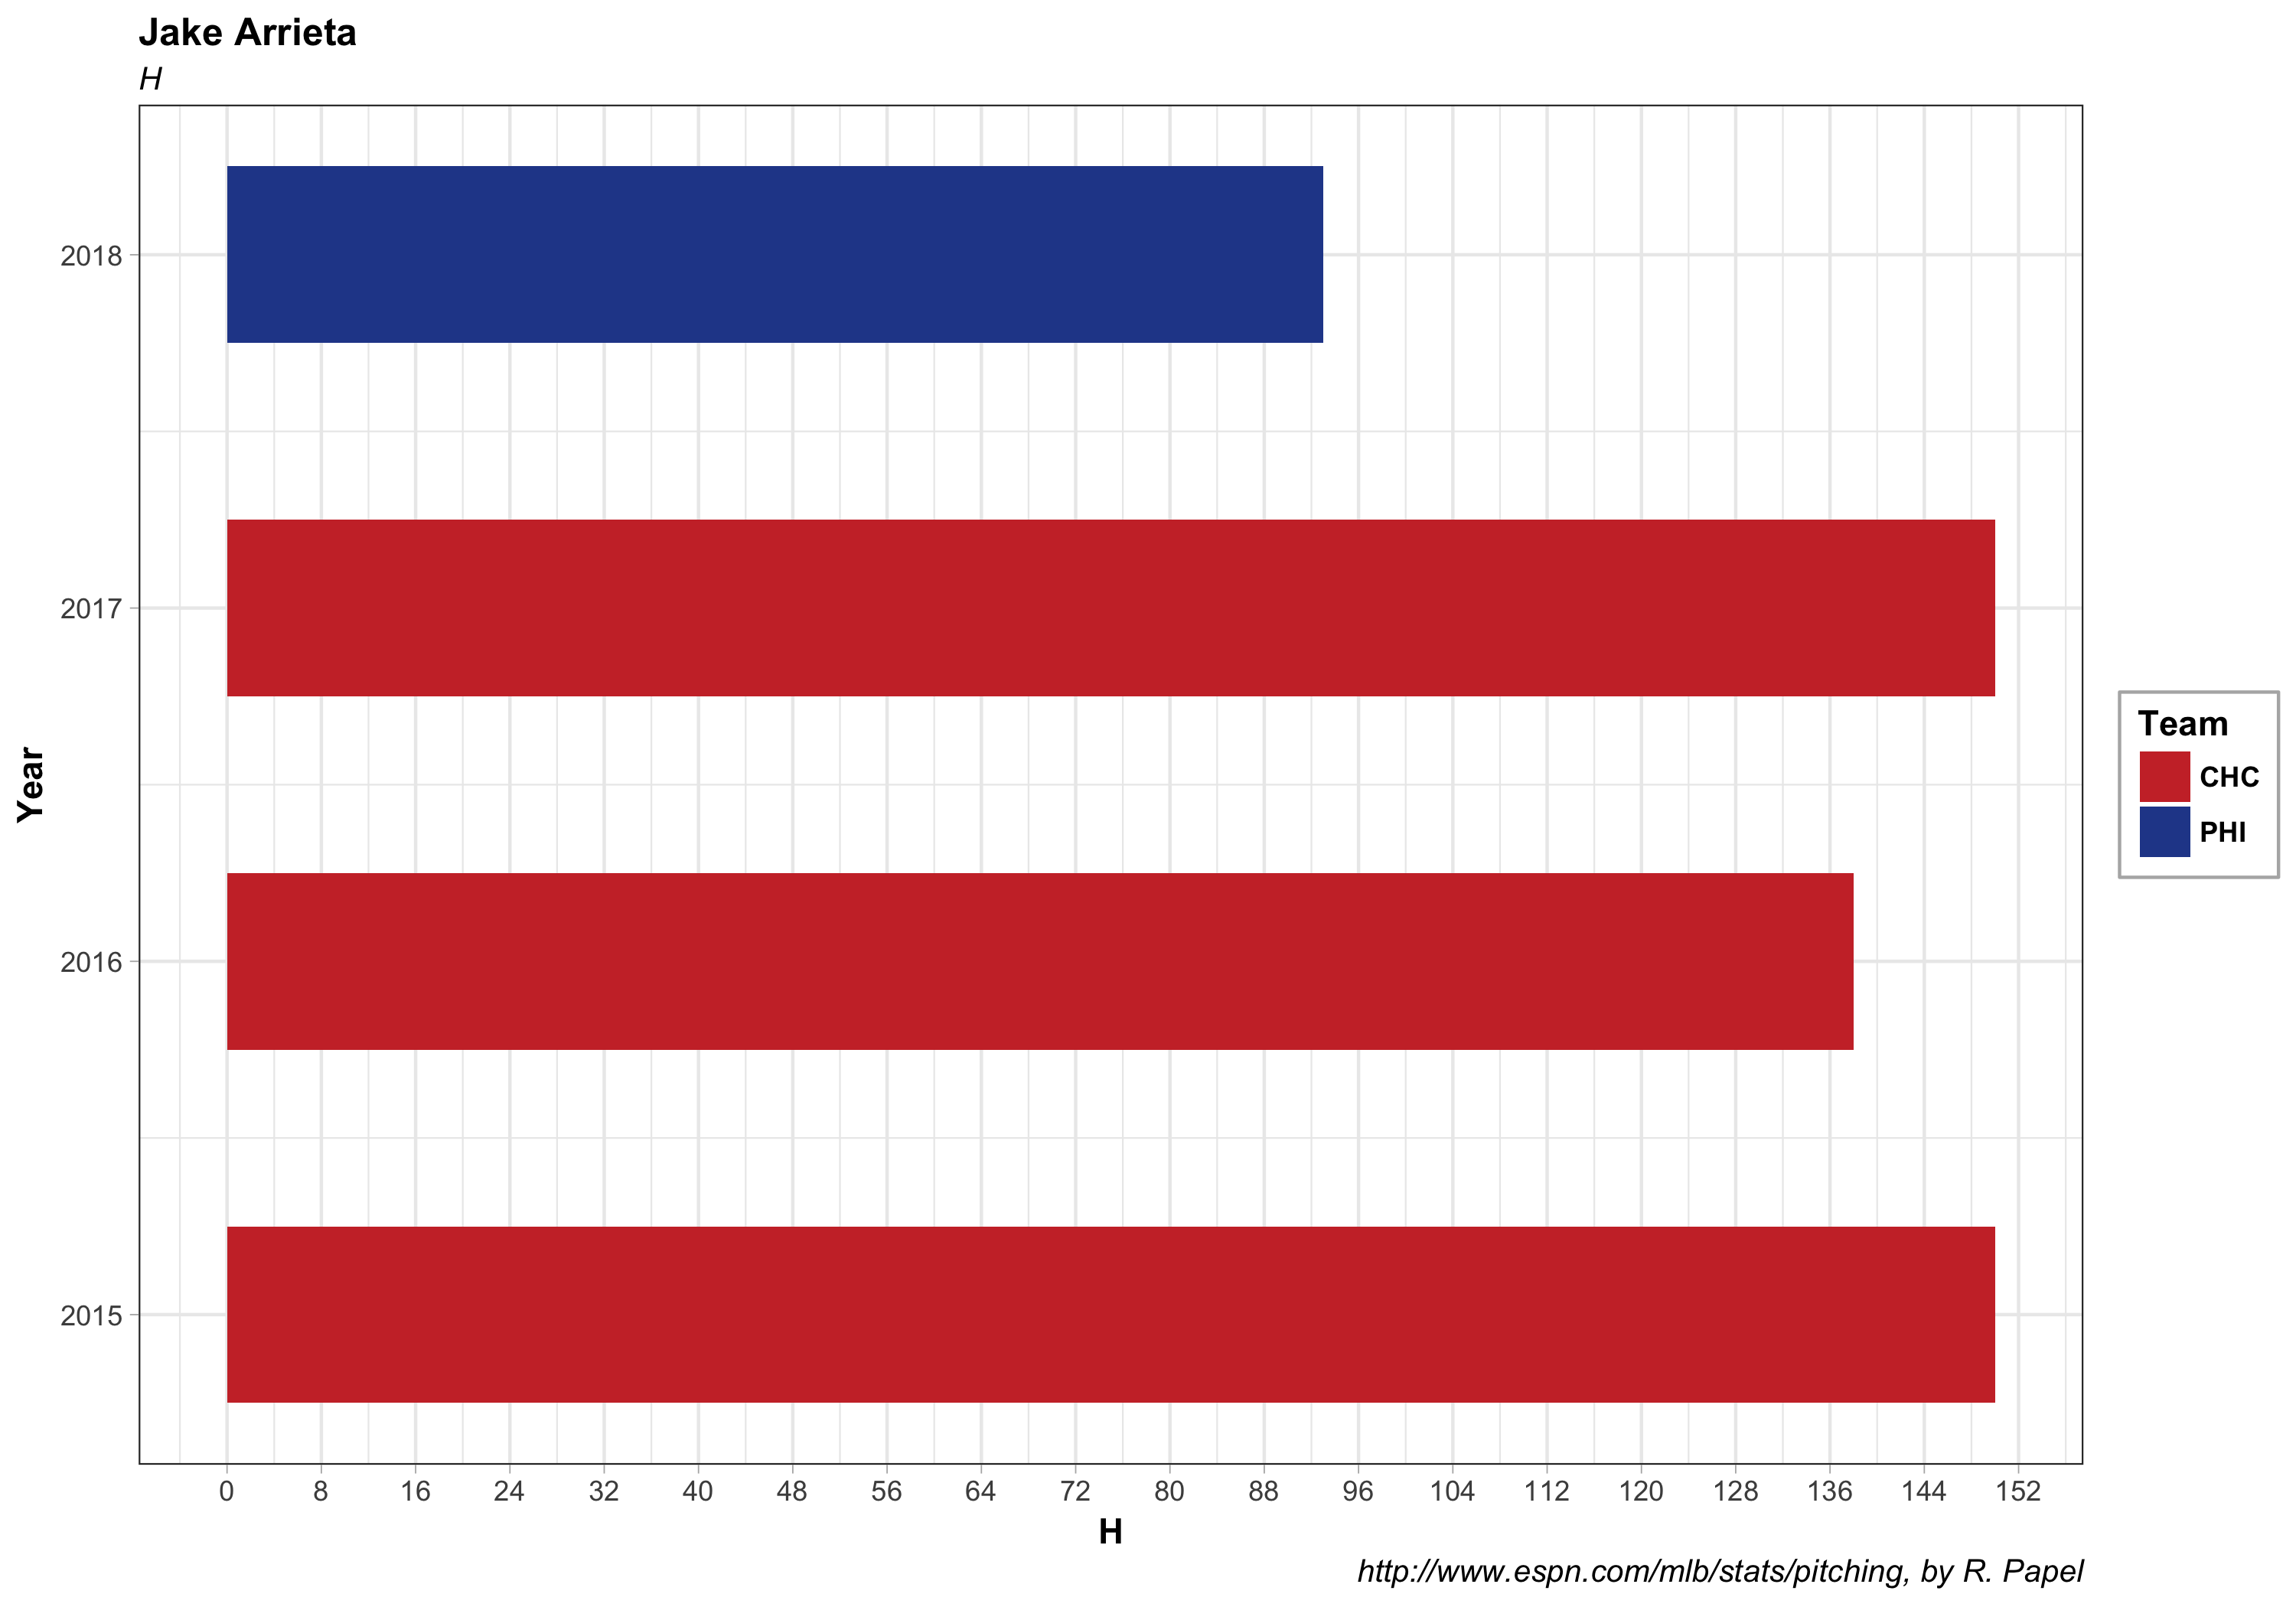 Jake Arrieta
H
2018
2017
2016
2015
Year
0 8 16 24 32 40 48 56 64 72 80 88 96 104 112 120 128 136 144 152
H
Team
CHC
PHI
http://www.espn.com/mlb/stats/pitching, by R. Papel